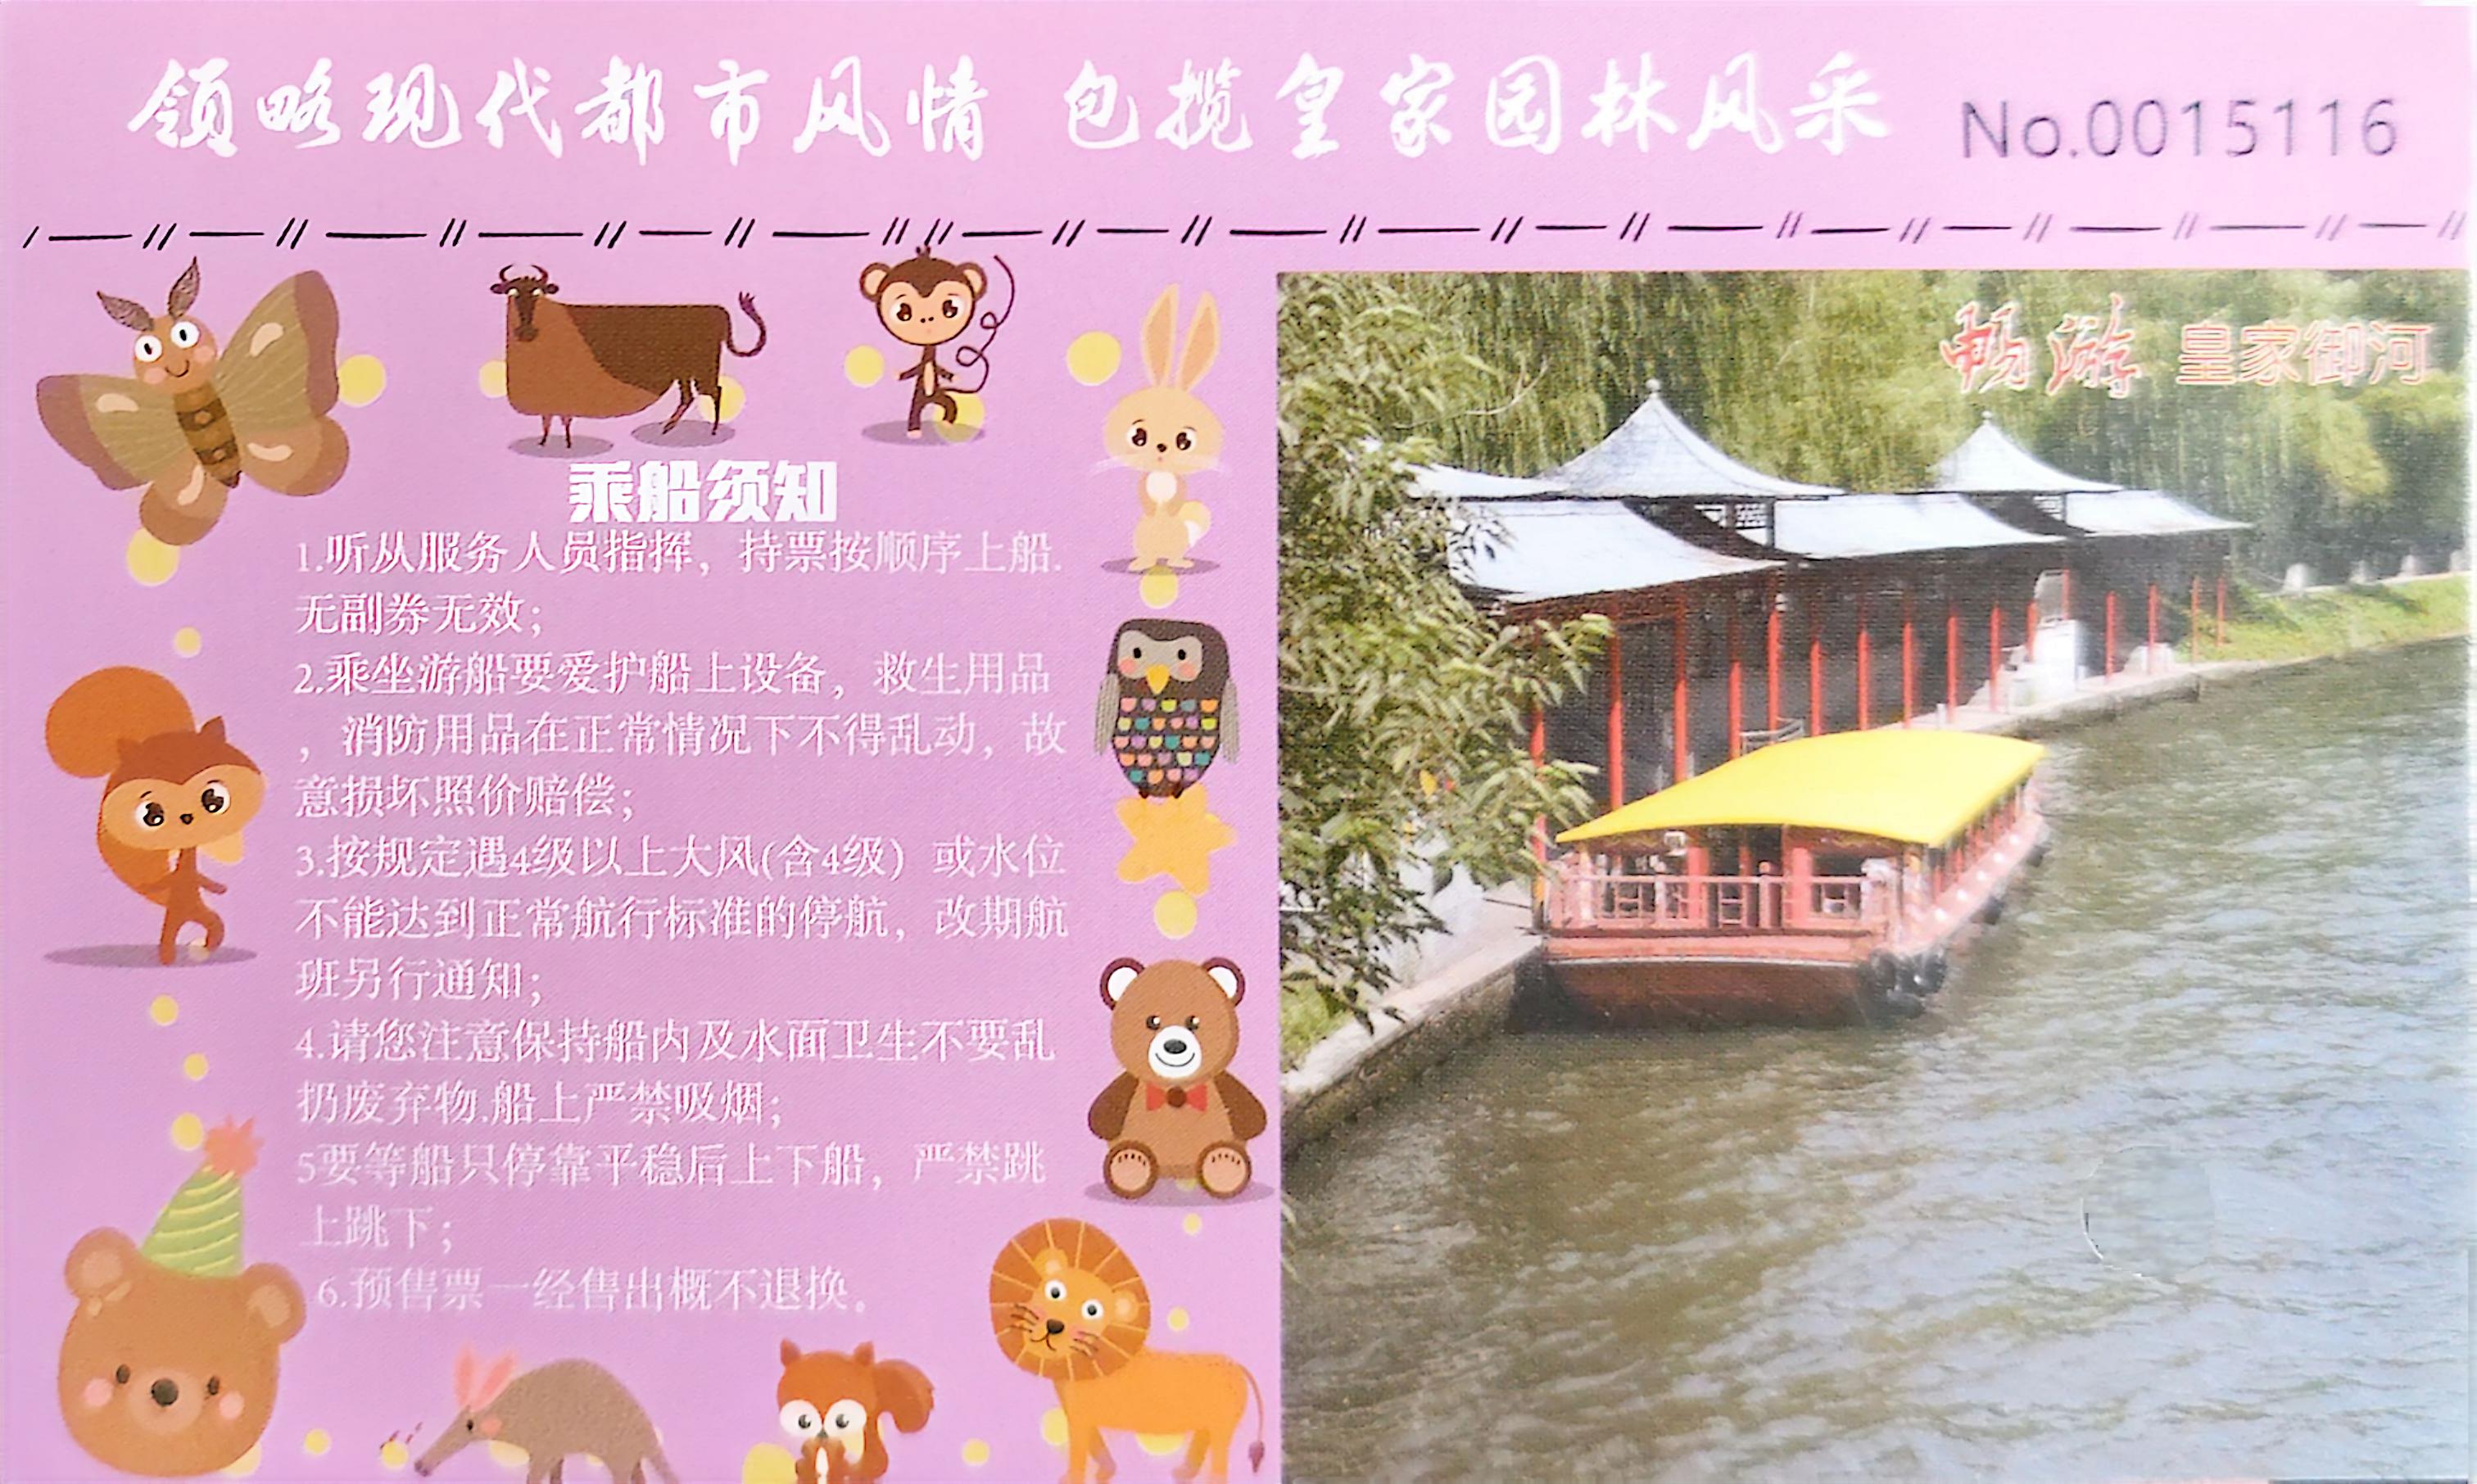 领略现代都市风情 包揽皇家园林风采
No.0015116
畅游 皇家御河
乘船须知
1.听从服务人员指挥，持票按顺序上船.
无副券无效；
2.乘坐游船要爱护船上设备，救生用品
，消防用品在正常情况下不得乱动，故
意损坏照价赔偿；
3.按规定遇4级以上大风(含4级）或水位
不能达到正常航行标准的停航，改期航
班另行通知；
4.请您注意保持船内及水面卫生不要乱
扔废弃物.船上严禁吸烟；
5要等船只停靠平稳后上下船，严禁跳
上跳下；
6.预售票一经售出概不退换。